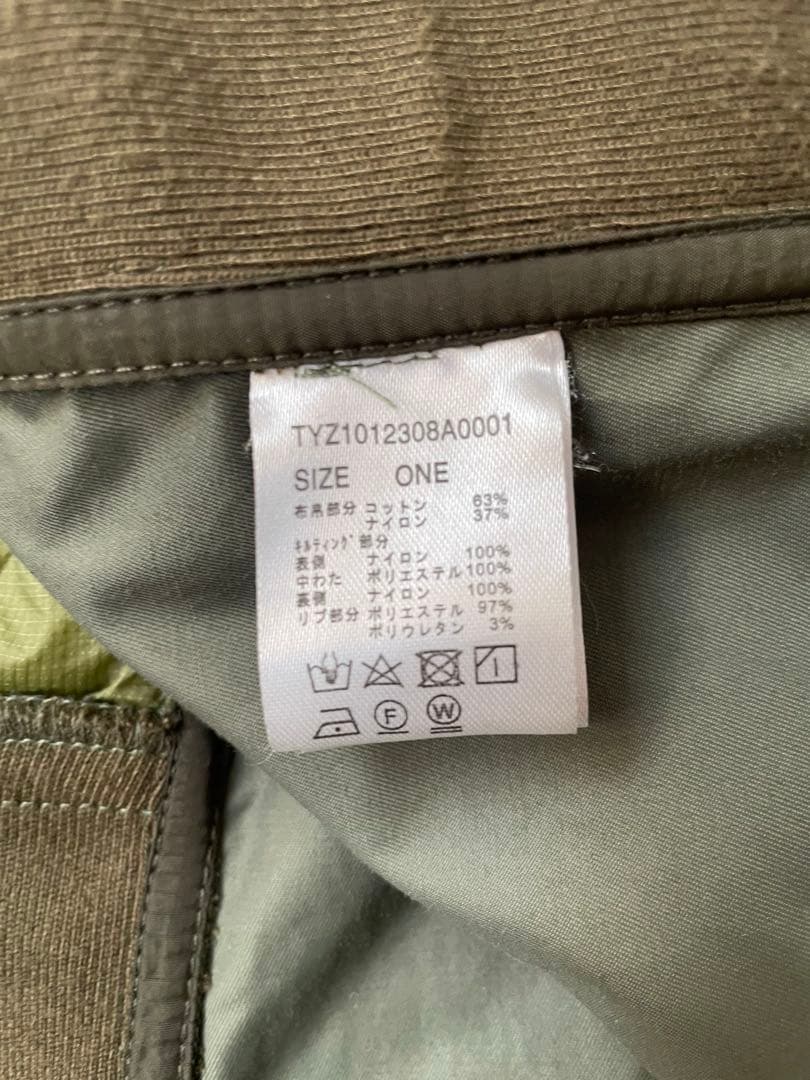 TYZ1012308A0001
SIZE ONE
布帛部分 コットン 63%
ナイロン 37%
キルティング部分
表側 ナイロン 100%
中わた ポリエステル 100%
裏側 ナイロン 100%
リブ部分 ポリエステル 97%
ポリウレタン 3%
F W